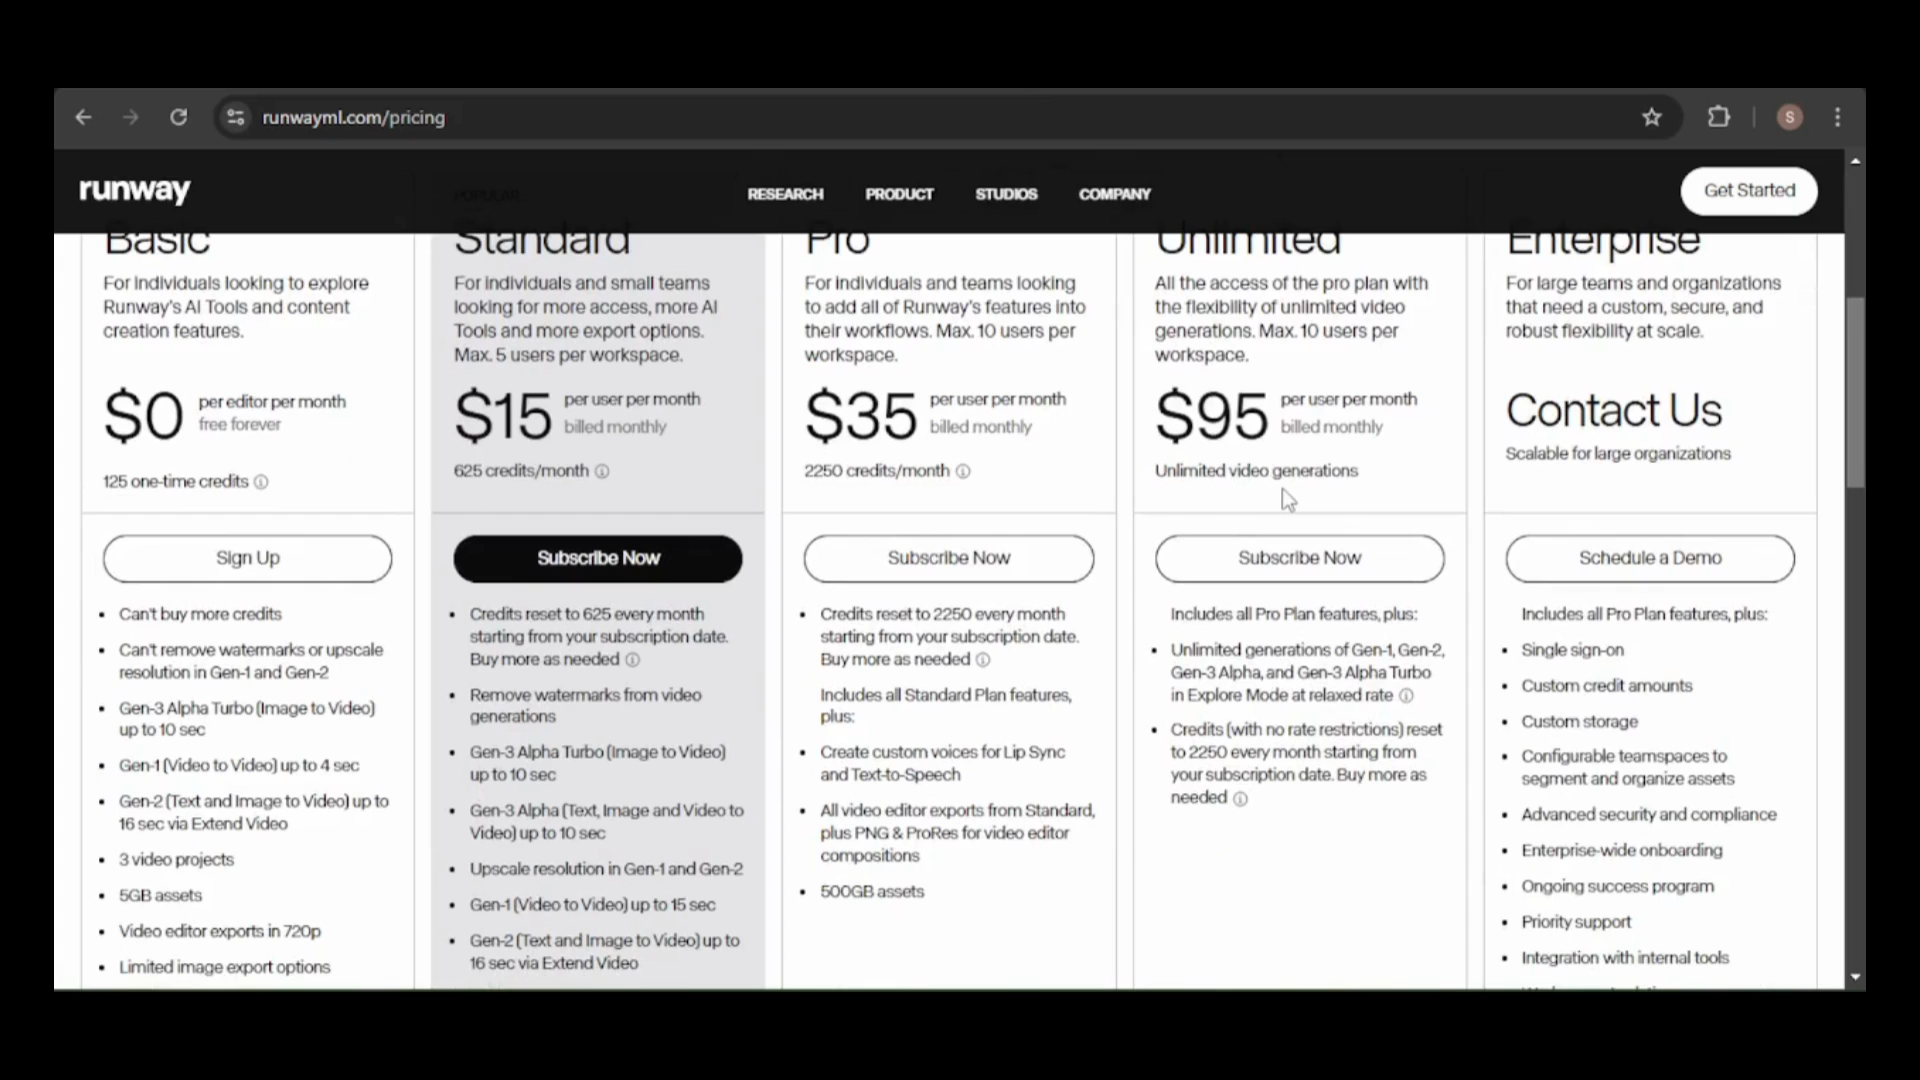 runwayml.com/pricing
S
runway
RESEARCH
PRODUCT
STUDIOS
COMPANY
Get Started
POPULAR
Basic
For individuals looking to explore
Runway's AI Tools and content
creation features.
$0
per editor per month
free forever
125 one-time credits
Sign Up
Can't buy more credits
Can't remove watermarks or upscale
resolution in Gen-1 and Gen-2
Gen-3 Alpha Turbo (Image to Video)
up to 10 sec
Gen-1 (Video to Video) up to 4 sec
Gen-2 (Text and Image to Video) up to
16 sec via Extend Video
3 video projects
5GB assets
Video editor exports in 720p
Limited image export options
Standard
For individuals and small teams
looking for more access, more AI
Tools and more export options.
Max. 5 users per workspace.
$15
per user per month
billed monthly
625 credits/month
Subscribe Now
Credits reset to 625 every month
starting from your subscription date.
Buy more as needed
Remove watermarks from video
generations
Gen-3 Alpha Turbo (Image to Video)
up to 10 sec
Gen-3 Alpha (Text, Image and Video to
Video) up to 10 sec
Upscale resolution in Gen-1 and Gen-2
Gen-1 (Video to Video) up to 15 sec
Gen-2 (Text and Image to Video) up to
16 sec via Extend Video
Pro
For individuals and teams looking
to add all of Runway's features into
their workflows. Max. 10 users per
workspace.
$35
per user per month
billed monthly
2250 credits/month
Subscribe Now
Credits reset to 2250 every month
starting from your subscription date.
Buy more as needed
Includes all Standard Plan features,
plus:
Create custom voices for Lip Sync
and Text-to-Speech
All video editor exports from Standard,
plus PNG & ProRes for video editor
compositions
500GB assets
Unlimited
All the access of the pro plan with
the flexibility of unlimited video
generations. Max. 10 users per
workspace.
$95
per user per month
billed monthly
Unlimited video generations
Subscribe Now
Includes all Pro Plan features, plus:
Unlimited generations of Gen-1, Gen-2,
Gen-3 Alpha, and Gen-3 Alpha Turbo
in Explore Mode at relaxed rate
Credits (with no rate restrictions) reset
to 2250 every month starting from
your subscription date. Buy more as
needed
Enterprise
For large teams and organizations
that need a custom, secure, and
robust flexibility at scale.
Contact Us
Scalable for large organizations
Schedule a Demo
Includes all Pro Plan features, plus:
Single sign-on
Custom credit amounts
Custom storage
Configurable teamspaces to
segment and organize assets
Advanced security and compliance
Enterprise-wide onboarding
Ongoing success program
Priority support
Integration with internal tools